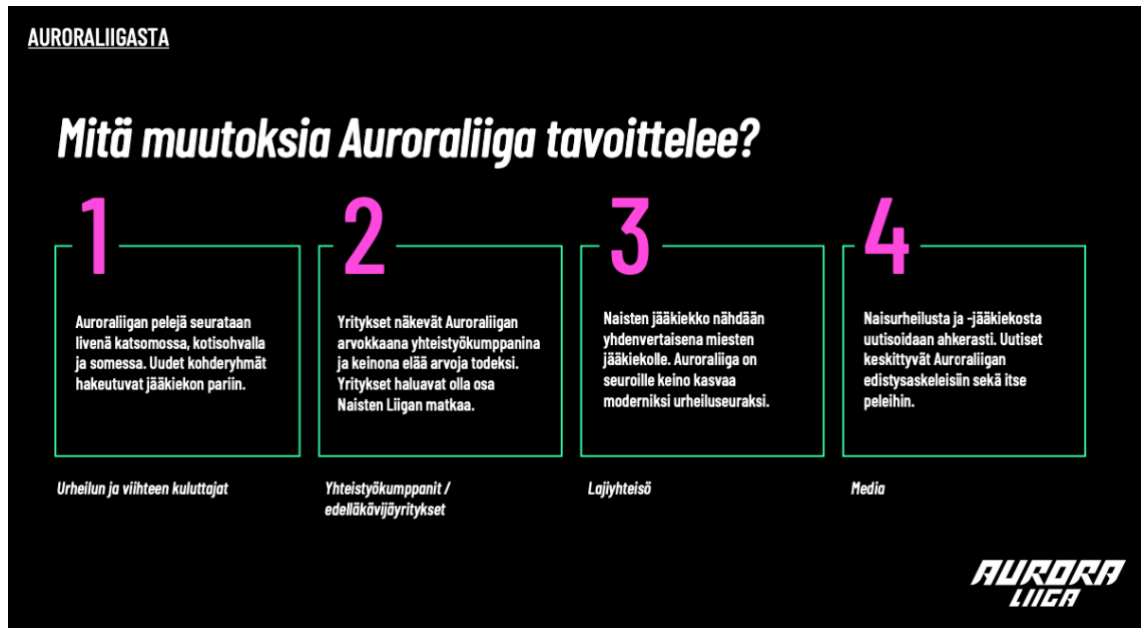 AURORALIIGASTA
Mitä muutoksia Auroraliiga tavoittelee?
1
Auroraliigan pelejä seurataan
livenä katsomossa, kotisohvalla
ja somessa. Uudet kohderyhmät
hakeutuvat jääkiekon pariin.
Urheilun ja viihteen kuluttajat
2
Yritykset näkevät Auroraliigan
arvokkaana yhteistyökumppanina
ja keinona elää arvoja todeksi.
Yritykset haluavat olla osa
Naisten Liigan matkaa.
Yhteistyökumppanit /
edelläkävijäyritykset
3
Naisten jääkiekko nähdään
yhdenvertaisena miesten
jääkiekolle. Auroraliiga on
seuroille keino kasvaa
moderniksi urheiluseuraksi.
Lajiyhteisö
4
Naisurheilusta ja -jääkiekosta
uutisoidaan ahkerasti. Uutiset
keskittyvät Auroraliigan
edistysaskeleisiin sekä itse
peleihin.
Media
AURORA
LIIGA